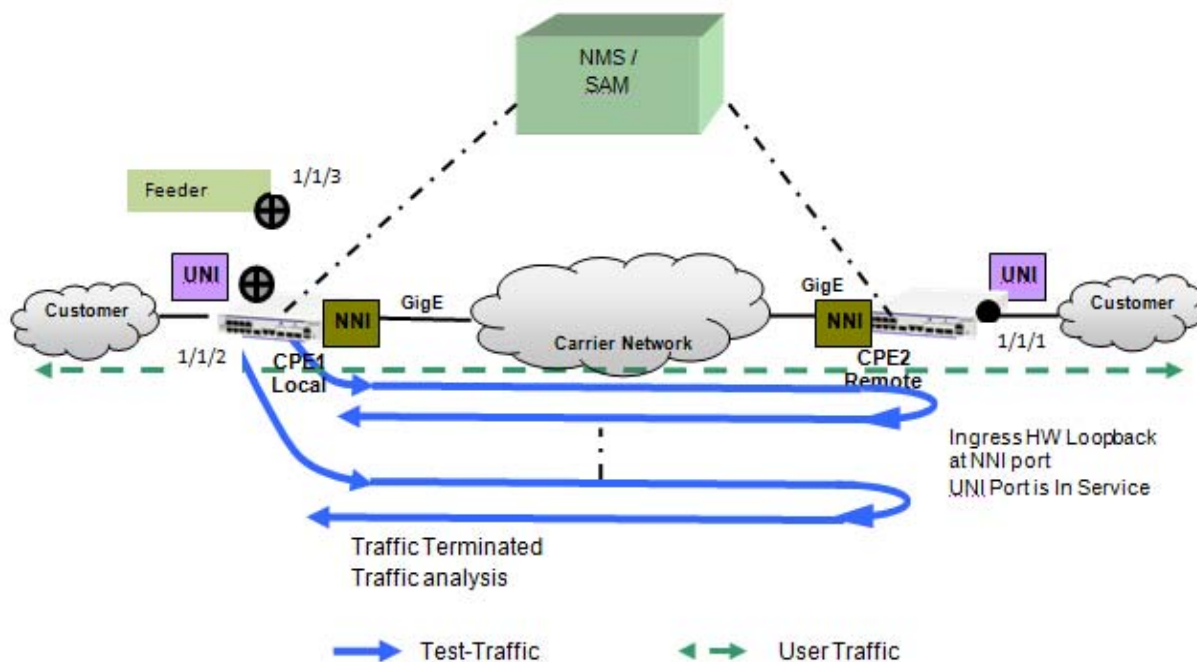 NMS /
SAM
1/1/3
Feeder
UNI
UNI
GigE
GigE
Customer
NNI
Carrier Network
NNI
Customer
1/1/2
CPE1
Local
CPE2
Remote
1/1/1
Ingress HW Loopback
at NNI port
UNI Port is In Service
Traffic Terminated
Traffic analysis
Test-Traffic
User Traffic